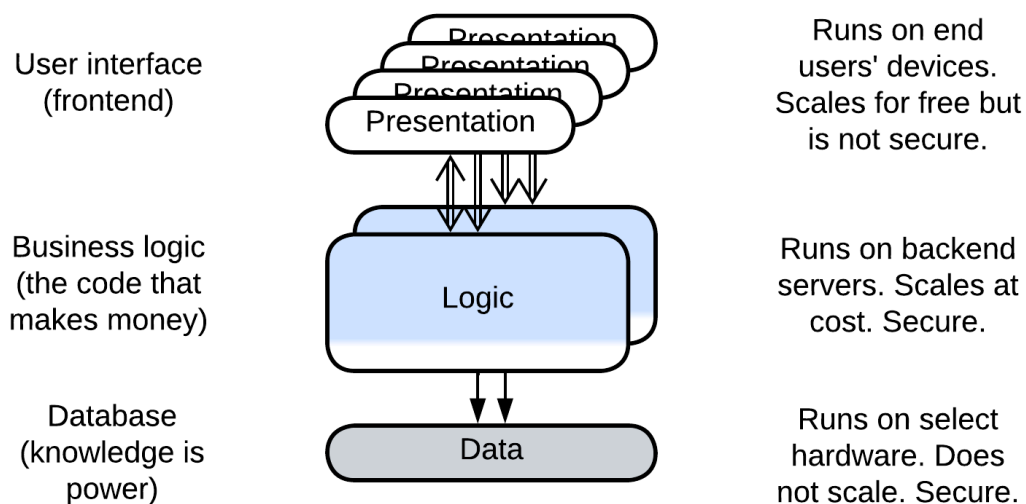 User interface
(frontend)
Presentation
Presentation
Presentation
Presentation
Runs on end
users' devices.
Scales for free but
is not secure.
Business logic
(the code that
makes money)
Logic
Runs on backend
servers. Scales at
cost. Secure.
Database
(knowledge is
power)
Data
Runs on select
hardware. Does
not scale. Secure.